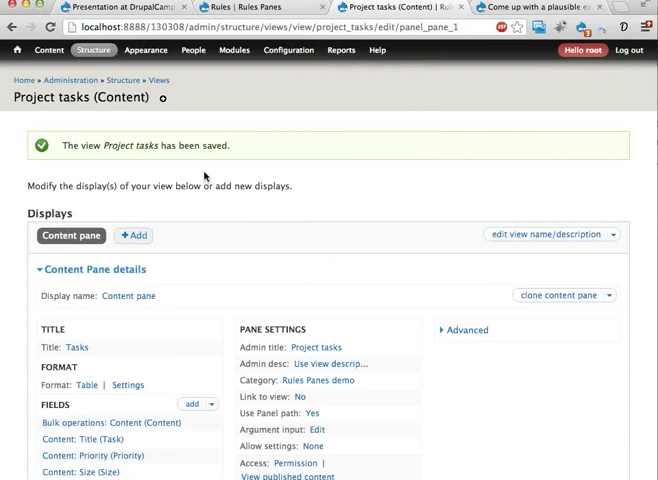 Presentation at DrupalCamp
Rules | Rules Panes
Project tasks (Content) | Rul
Come up with a plausible ex
localhost:8888/130308/admin/structure/views/view/project_tasks/edit/panel_pane_1
Content Structure Appearance People Modules Configuration Reports Help Hello root Log out
Home » Administration » Structure » Views
Project tasks (Content)
The view Project tasks has been saved.
Modify the display(s) of your view below or add new displays.
Displays
Content pane + Add edit view name/description
Content Pane details
Display name: Content pane clone content pane
TITLE
Title: Tasks
FORMAT
Format: Table | Settings
FIELDS add
Bulk operations: Content (Content)
Content: Title (Task)
Content: Priority (Priority)
Content: Size (Size)
PANE SETTINGS
Admin title: Project tasks
Admin desc: Use view descrip...
Category: Rules Panes demo
Link to view: No
Use Panel path: Yes
Argument input: Edit
Allow settings: None
Access: Permission |
View published content
Advanced